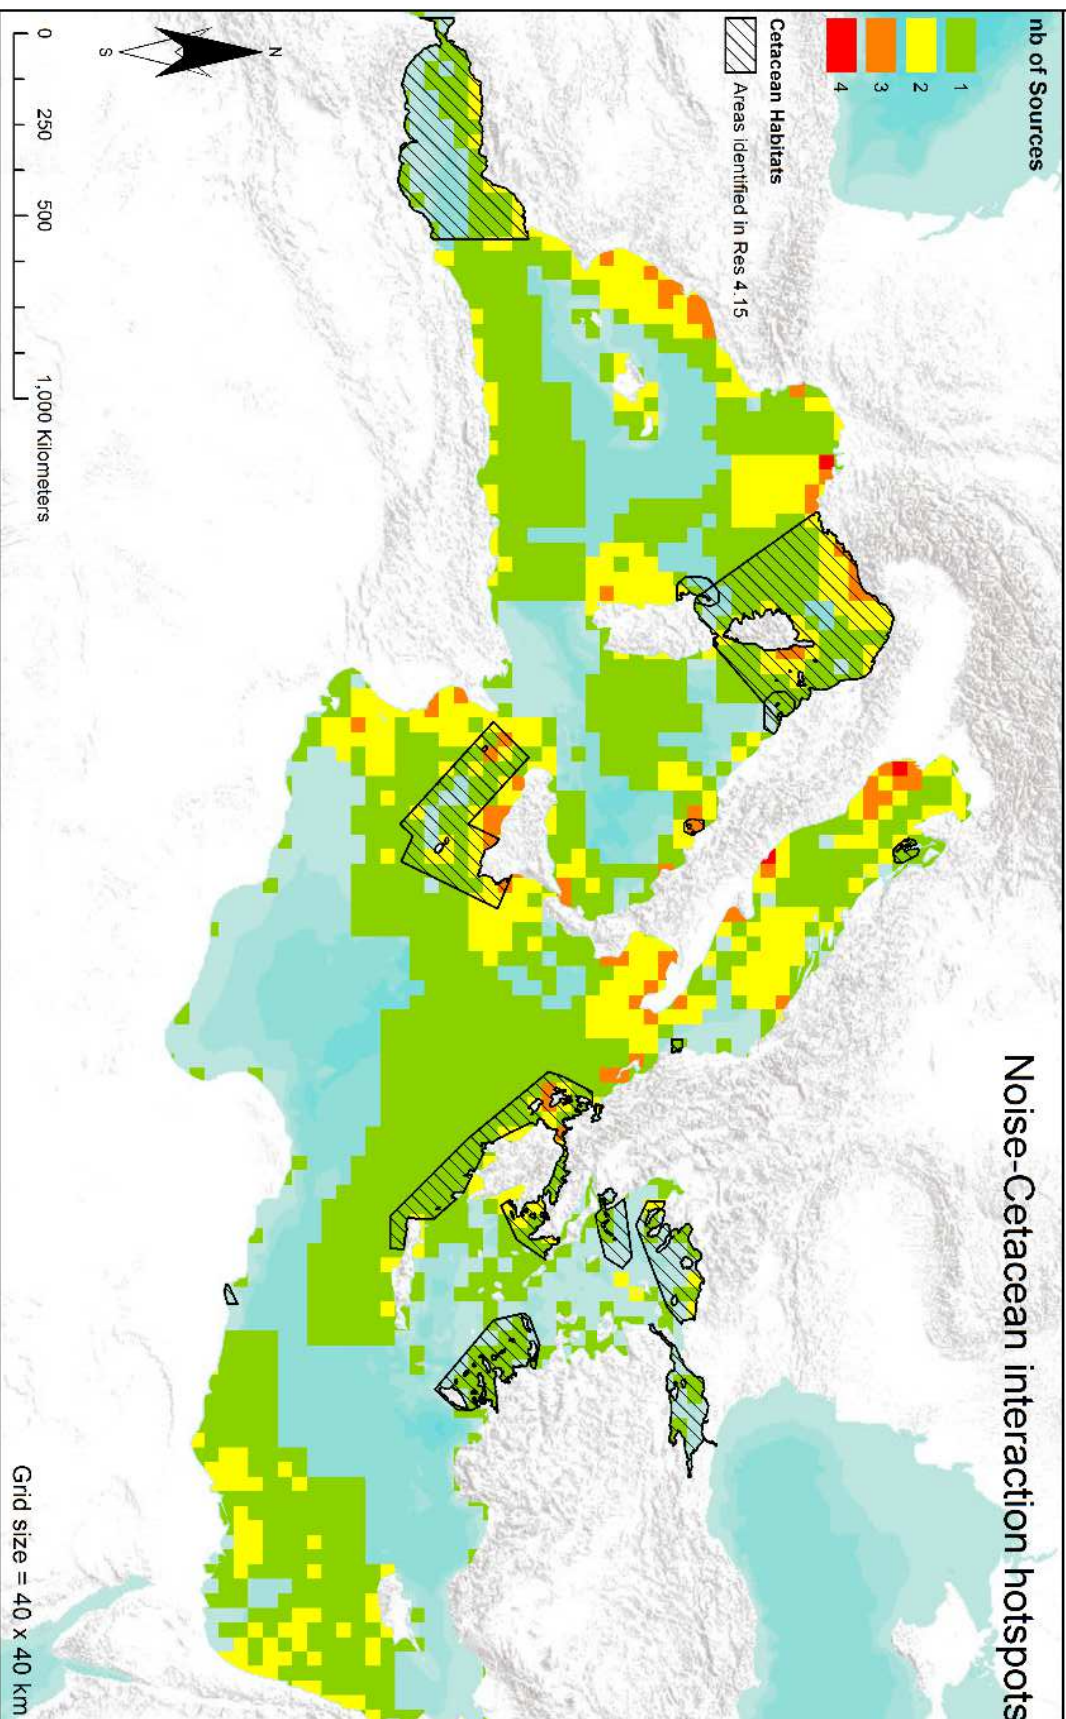 Noise-Cetacean interaction hotspots
nb of Sources
1
2
3
4
Cetacean Habitats
Areas identified in Res 4.15
N
S
0 250 500 1,000 Kilometers
Grid size = 40 x 40 km